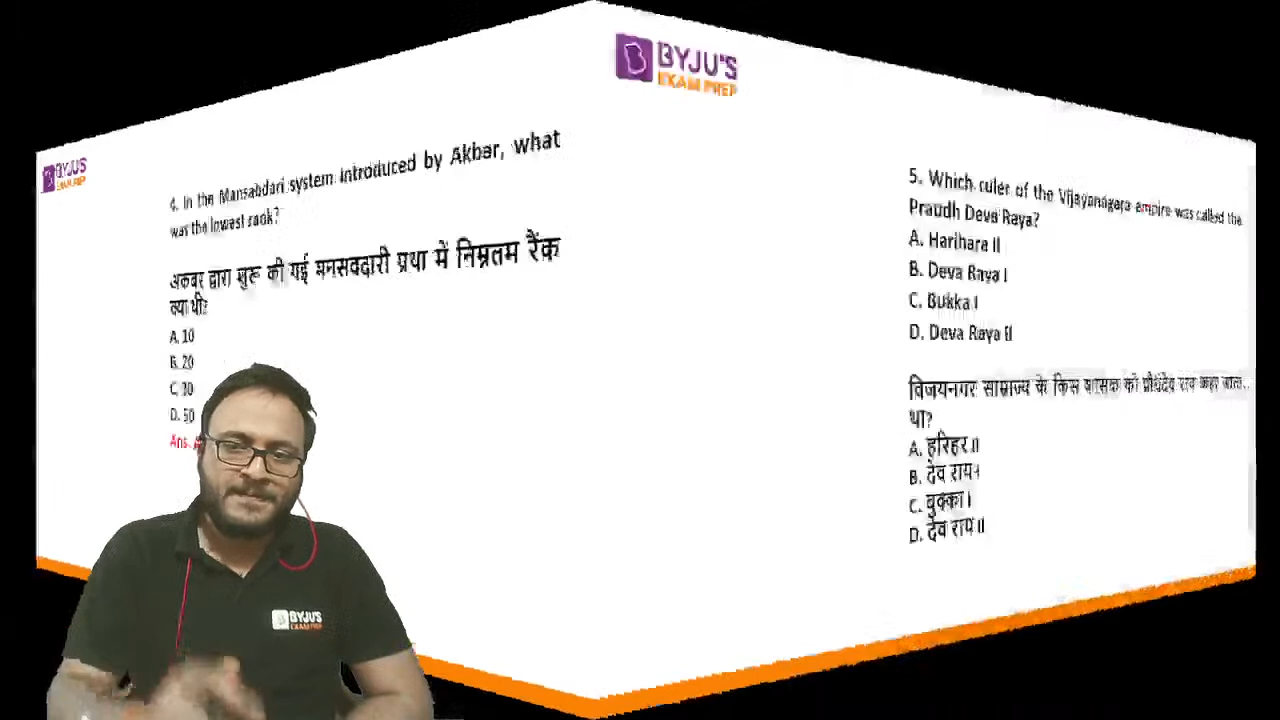 BYJU'S
EXAM PREP
4. In the Mansabdari system introduced by Akbar, what
was the lowest rank?
अकबर द्वारा शुरू की गई मनसबदारी प्रथा में निम्नतम रैंक
क्या थी?
A. 10
B. 20
C. 30
D. 50
Ans.
BYJU'S
EXAM PREP
5. Which ruler of the Vijayanagara empire was called the
Praudh Deva Raya?
A. Harihara II
B. Deva Raya I
C. Bukka I
D. Deva Raya II
विजयनगर साम्राज्य के किस शासक को प्रौधदेव राय कहा जाता
था?
A. हरिहर II
B. देव राय I
C. बुक्का I
D. देव राय II
BYJU'S
EXAM PREP